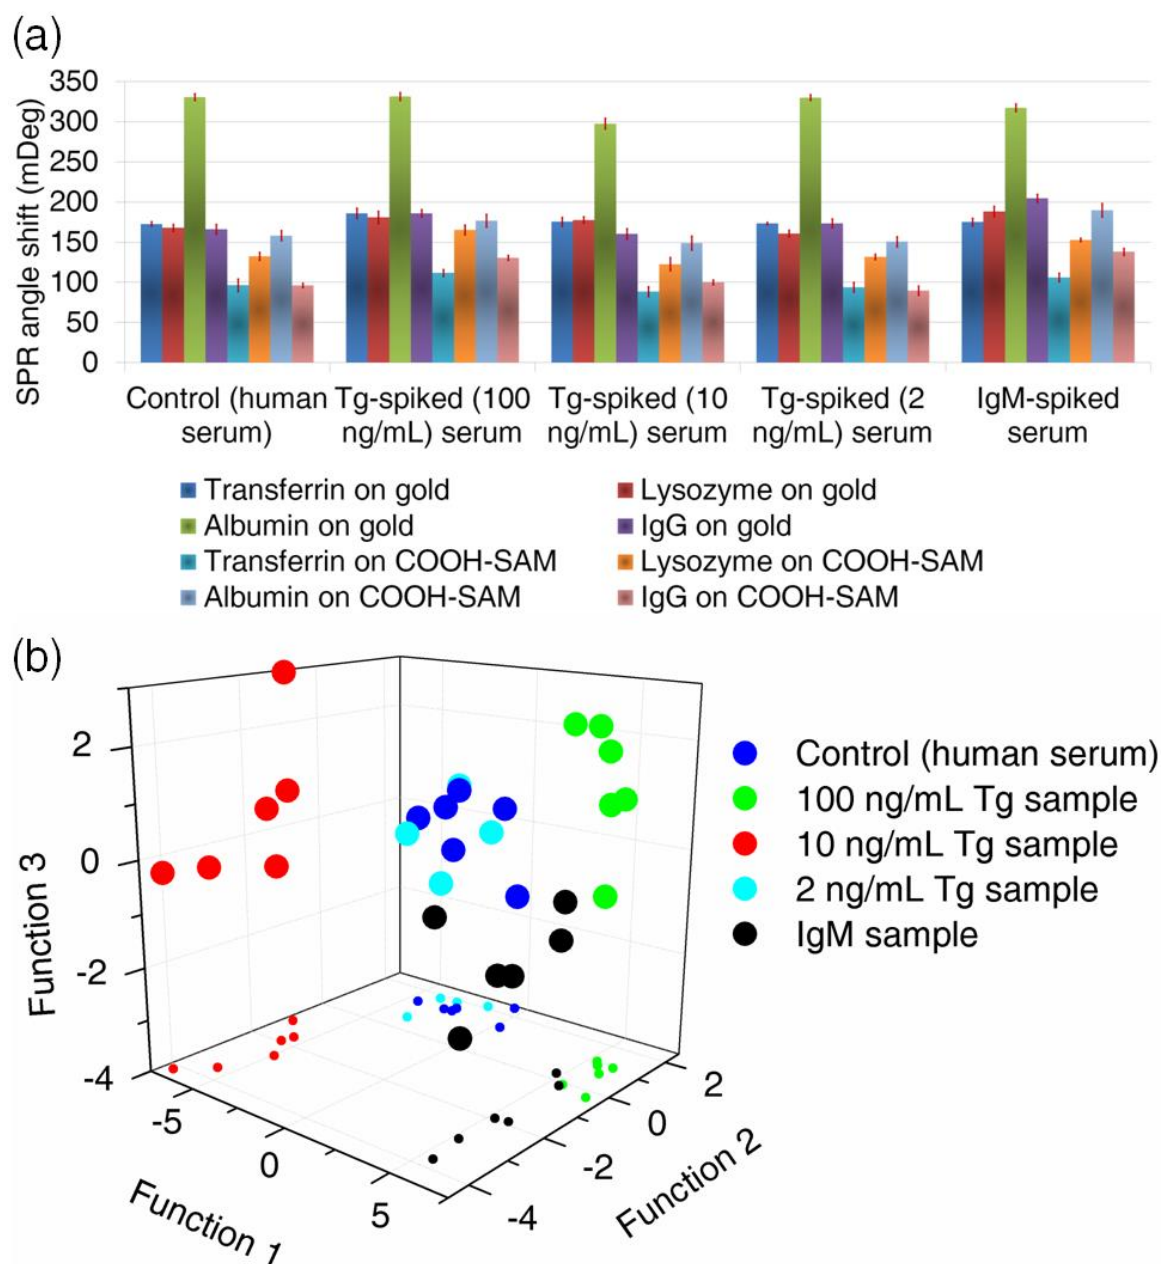 (a)
SPR angle shift (mDeg)
350
300
250
200
150
100
50
0
Control (human serum)
Tg-spiked (100 ng/mL) serum
Tg-spiked (10 ng/mL) serum
Tg-spiked (2 ng/mL) serum
IgM-spiked serum
Transferrin on gold
Lysozyme on gold
Albumin on gold
IgG on gold
Transferrin on COOH-SAM
Lysozyme on COOH-SAM
Albumin on COOH-SAM
IgG on COOH-SAM
(b)
Function 3
2
0
-2
-4
-5
0
5
Function 1
-4
-2
0
2
Function 2
Control (human serum)
100 ng/mL Tg sample
10 ng/mL Tg sample
2 ng/mL Tg sample
IgM sample